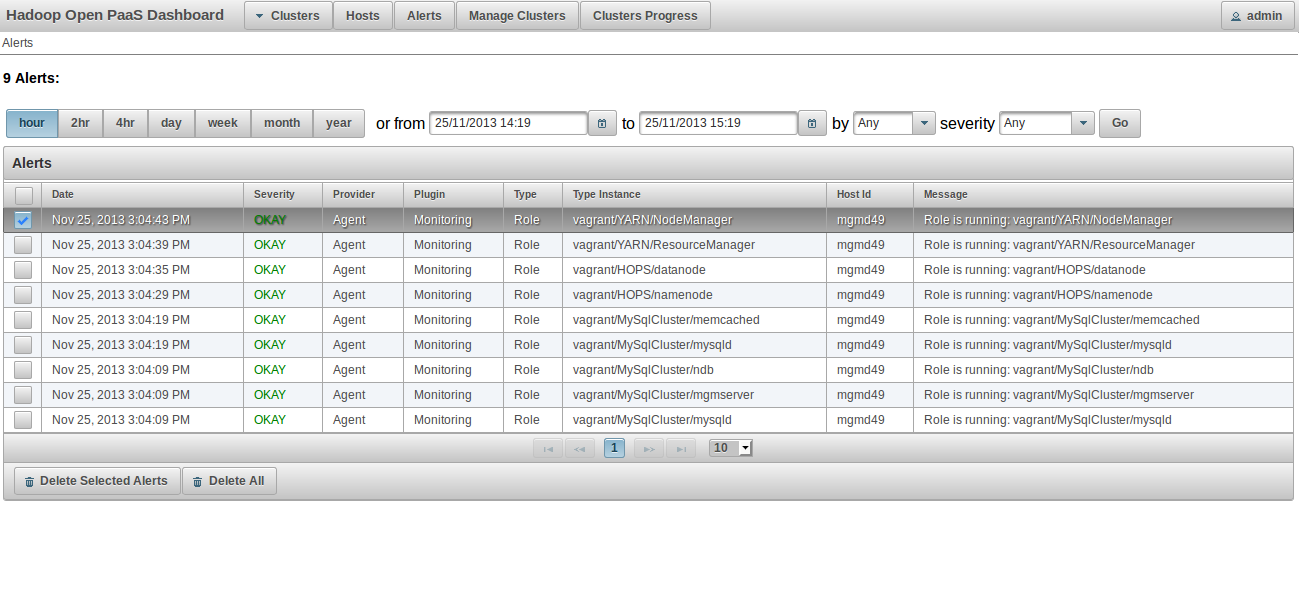 Hadoop Open PaaS Dashboard Clusters Hosts Alerts Manage Clusters Clusters Progress admin
Alerts
9 Alerts:
hour 2hr 4hr day week month year or from 25/11/2013 14:19 to 25/11/2013 15:19 by Any severity Any Go
Alerts
Date Severity Provider Plugin Type Type Instance Host Id Message
Nov 25, 2013 3:04:43 PM OKAY Agent Monitoring Role vagrant/YARN/NodeManager mgmd49 Role is running: vagrant/YARN/NodeManager
Nov 25, 2013 3:04:39 PM OKAY Agent Monitoring Role vagrant/YARN/ResourceManager mgmd49 Role is running: vagrant/YARN/ResourceManager
Nov 25, 2013 3:04:35 PM OKAY Agent Monitoring Role vagrant/HOPS/datanode mgmd49 Role is running: vagrant/HOPS/datanode
Nov 25, 2013 3:04:29 PM OKAY Agent Monitoring Role vagrant/HOPS/namenode mgmd49 Role is running: vagrant/HOPS/namenode
Nov 25, 2013 3:04:19 PM OKAY Agent Monitoring Role vagrant/MySqlCluster/memcached mgmd49 Role is running: vagrant/MySqlCluster/memcached
Nov 25, 2013 3:04:19 PM OKAY Agent Monitoring Role vagrant/MySqlCluster/mysqld mgmd49 Role is running: vagrant/MySqlCluster/mysqld
Nov 25, 2013 3:04:09 PM OKAY Agent Monitoring Role vagrant/MySqlCluster/ndb mgmd49 Role is running: vagrant/MySqlCluster/ndb
Nov 25, 2013 3:04:09 PM OKAY Agent Monitoring Role vagrant/MySqlCluster/mgmserver mgmd49 Role is running: vagrant/MySqlCluster/mgmserver
Nov 25, 2013 3:04:09 PM OKAY Agent Monitoring Role vagrant/MySqlCluster/mysqld mgmd49 Role is running: vagrant/MySqlCluster/mysqld
1 10
Delete Selected Alerts Delete All